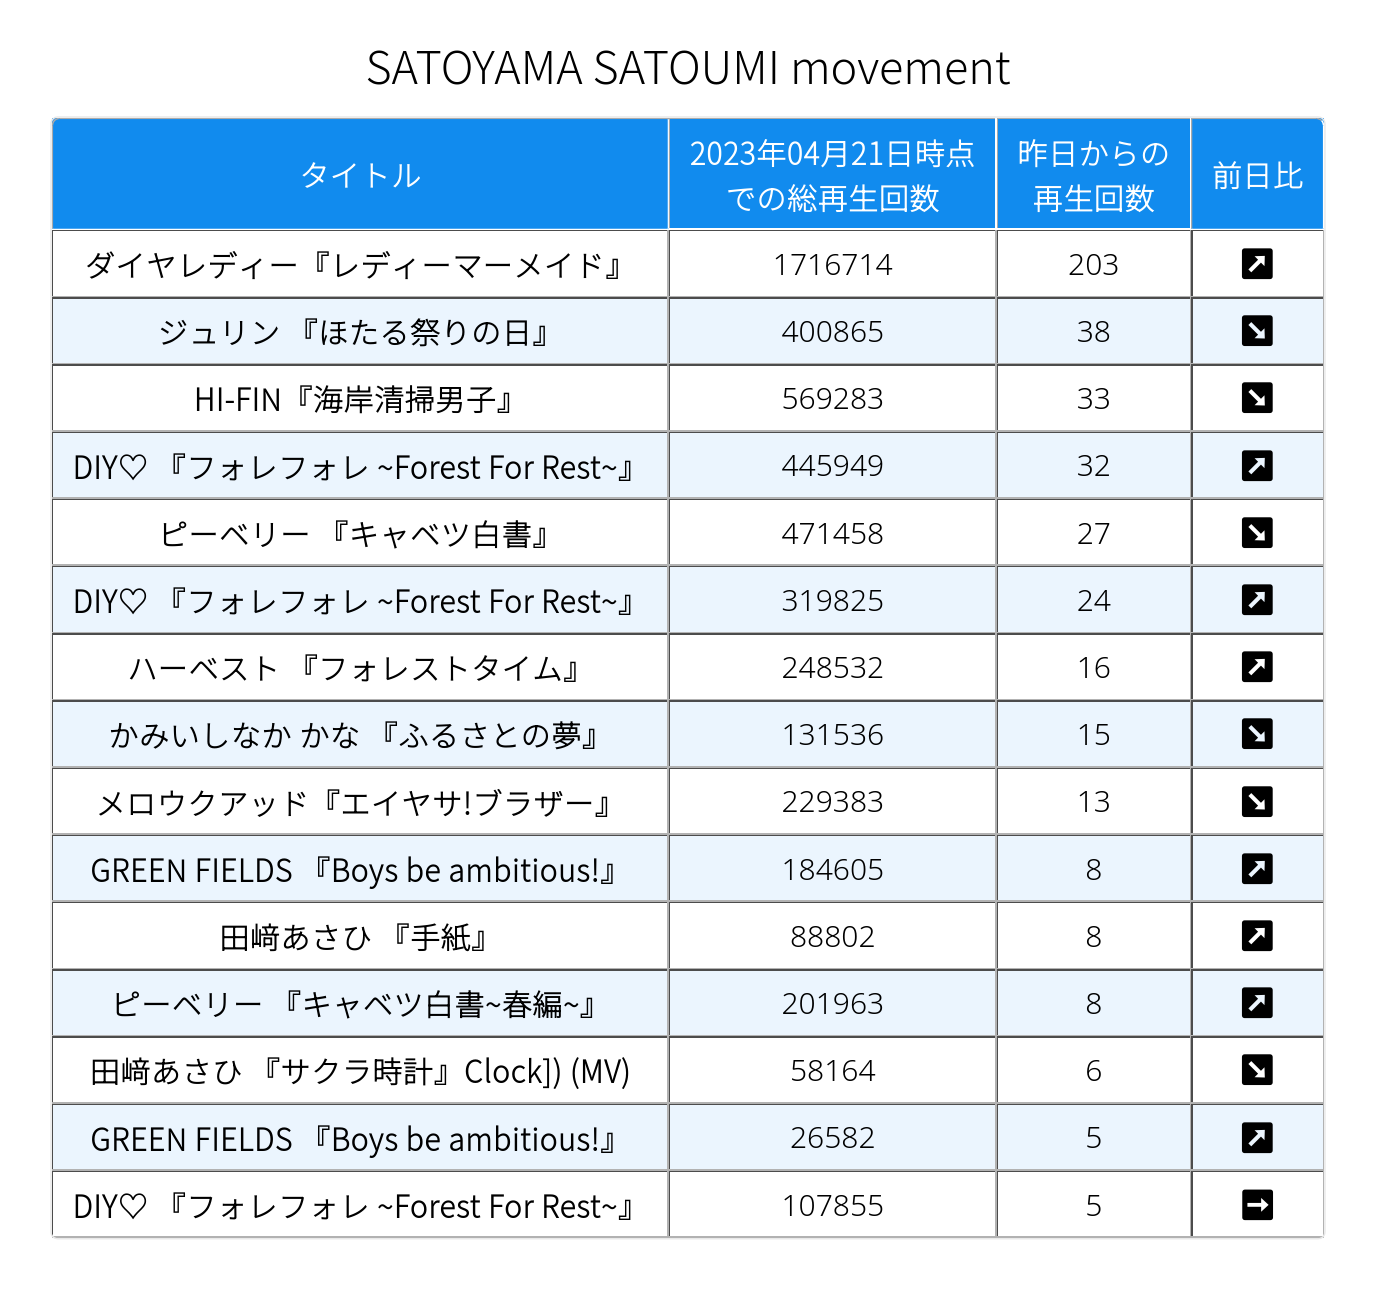 SATOYAMA SATOUMI movement
タイトル 2023年04月21日時点での総再生回数 昨日からの再生回数 前日比
ダイヤレディー『レディーマーメイド』 1716714 203 ↗
ジュリン 『ほたる祭りの日』 400865 38 ↘
HI-FIN『海岸清掃男子』 569283 33 ↘
DIY♡ 『フォレフォレ ~Forest For Rest~』 445949 32 ↗
ピーベリー 『キャベツ白書』 471458 27 ↘
DIY♡ 『フォレフォレ ~Forest For Rest~』 319825 24 ↗
ハーベスト 『フォレストタイム』 248532 16 ↗
かみいしなか かな 『ふるさとの夢』 131536 15 ↘
メロウクアッド『エイヤサ!ブラザー』 229383 13 ↘
GREEN FIELDS 『Boys be ambitious!』 184605 8 ↗
田﨑あさひ 『手紙』 88802 8 ↗
ピーベリー 『キャベツ白書~春編~』 201963 8 ↗
田﨑あさひ 『サクラ時計』Clock]) (MV) 58164 6 ↘
GREEN FIELDS 『Boys be ambitious!』 26582 5 ↗
DIY♡ 『フォレフォレ ~Forest For Rest~』 107855 5 →